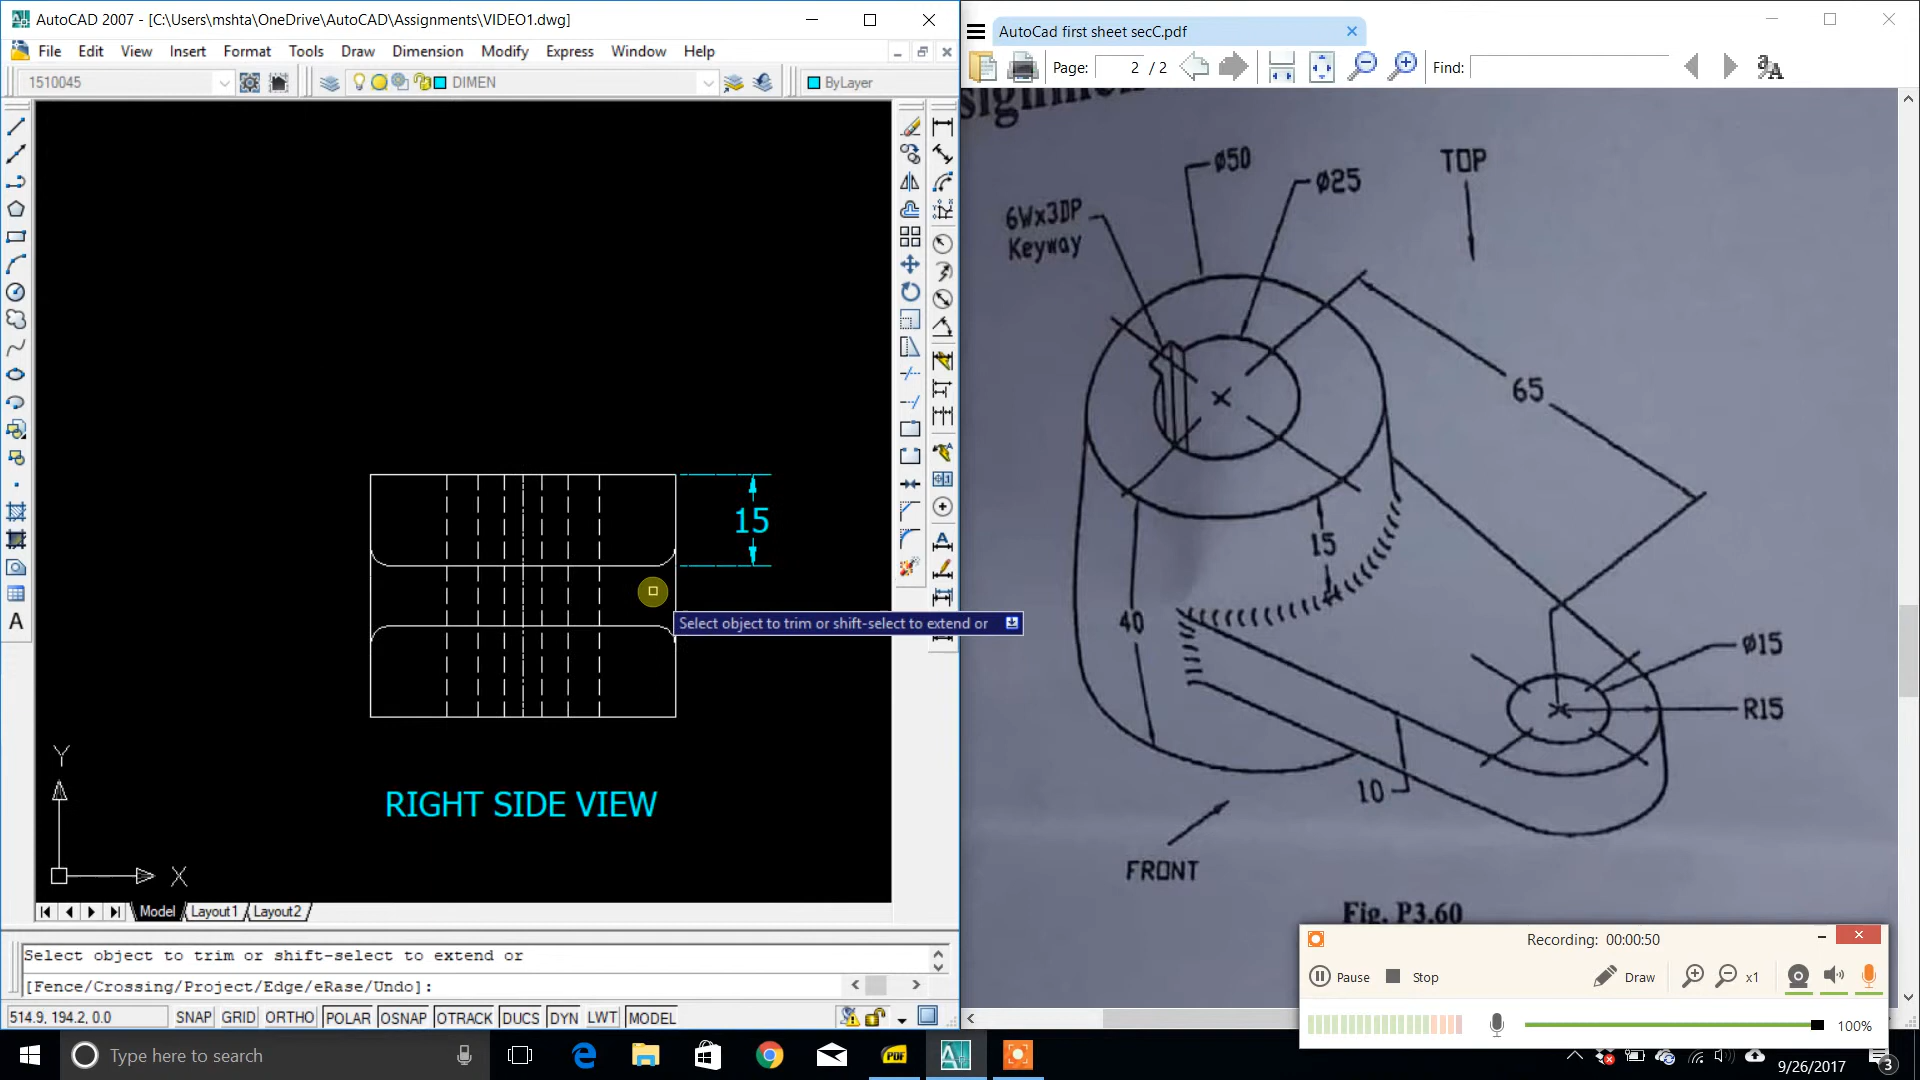 AutoCAD 2007 - [C:\Users\mshta\OneDrive\AutoCAD\Assignments\VIDEO1.dwg]
File Edit View Insert Format Tools Draw Dimension Modify Express Window Help
1510045 DIMEN ByLayer
15
Select object to trim or shift-select to extend or
RIGHT SIDE VIEW
Y
X
Model Layout1 Layout2
Select object to trim or shift-select to extend or
[Fence/Crossing/Project/Edge/eRase/Undo]:
514.9, 194.2, 0.0 SNAP GRID ORTHO POLAR OSNAP OTRACK DUCS DYN LWT MODEL
AutoCad first sheet secC.pdf
Page: 2 / 2 Find:
ø50
TOP
ø25
6Wx3DP
Keyway
65
15
40
ø15
R15
10
FRONT
Fig. P3.60
Recording: 00:00:50
Pause Stop Draw x1
100%
Type here to search
9/26/2017
3